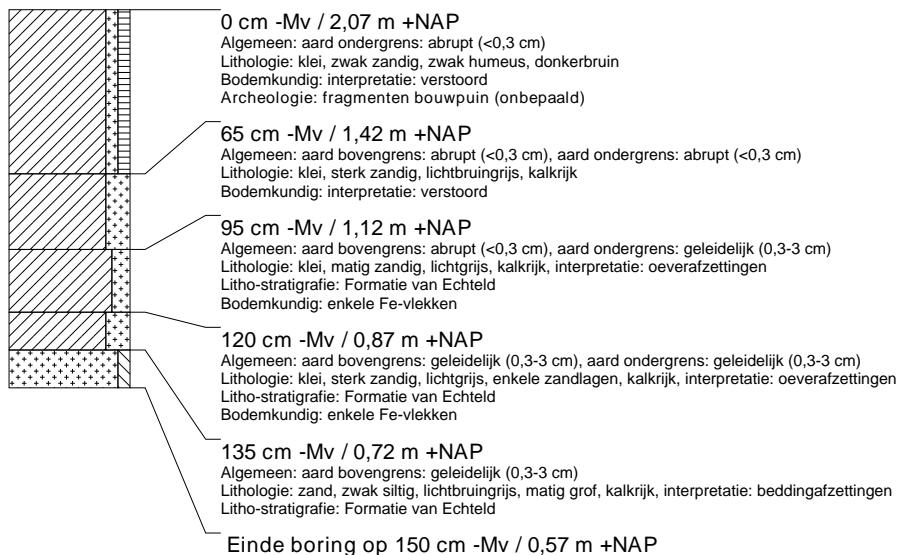 0 cm -Mv / 2,07 m +NAP
Algemeen: aard ondergrens: abrupt (<0,3 cm)
Lithologie: klei, zwak zandig, zwak humeus, donkerbruin
Bodemkundig: interpretatie: verstoord
Archeologie: fragmenten bouwpuin (onbepaald)
65 cm -Mv / 1,42 m +NAP
Algemeen: aard bovengrens: abrupt (<0,3 cm), aard ondergrens: abrupt (<0,3 cm)
Lithologie: klei, sterk zandig, lichtbruingrijs, kalkrijk
Bodemkundig: interpretatie: verstoord
95 cm -Mv / 1,12 m +NAP
Algemeen: aard bovengrens: abrupt (<0,3 cm), aard ondergrens: geleidelijk (0,3-3 cm)
Lithologie: klei, matig zandig, lichtgrijs, kalkrijk, interpretatie: oeverafzettingen
Litho-stratigrafie: Formatie van Echteld
Bodemkundig: enkele Fe-vlekken
120 cm -Mv / 0,87 m +NAP
Algemeen: aard bovengrens: geleidelijk (0,3-3 cm), aard ondergrens: geleidelijk (0,3-3 cm)
Lithologie: klei, sterk zandig, lichtgrijs, enkele zandlagen, kalkrijk, interpretatie: oeverafzettingen
Litho-stratigrafie: Formatie van Echteld
Bodemkundig: enkele Fe-vlekken
135 cm -Mv / 0,72 m +NAP
Algemeen: aard bovengrens: geleidelijk (0,3-3 cm)
Lithologie: zand, zwak siltig, lichtbruingrijs, matig grof, kalkrijk, interpretatie: beddingafzettingen
Litho-stratigrafie: Formatie van Echteld
Einde boring op 150 cm -Mv / 0,57 m +NAP